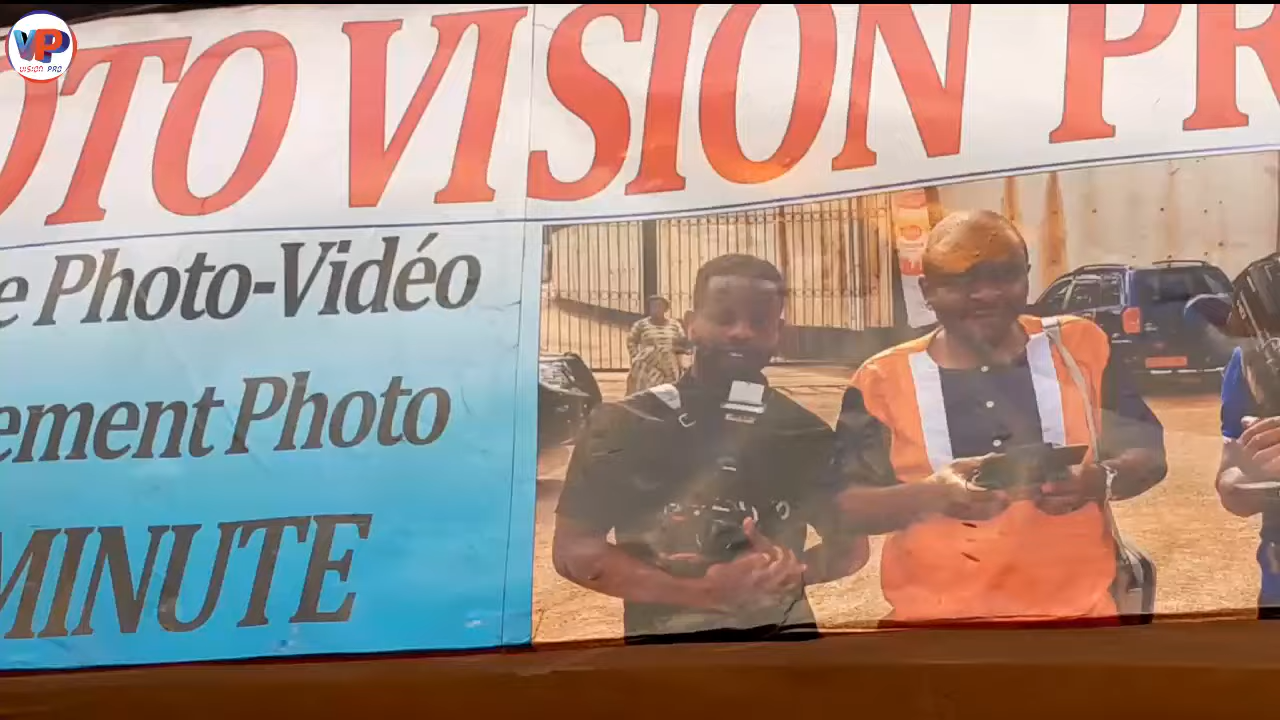 VP
VISION PRO
OTO VISION PR
e Photo-Vidéo
ement Photo
MINUTE